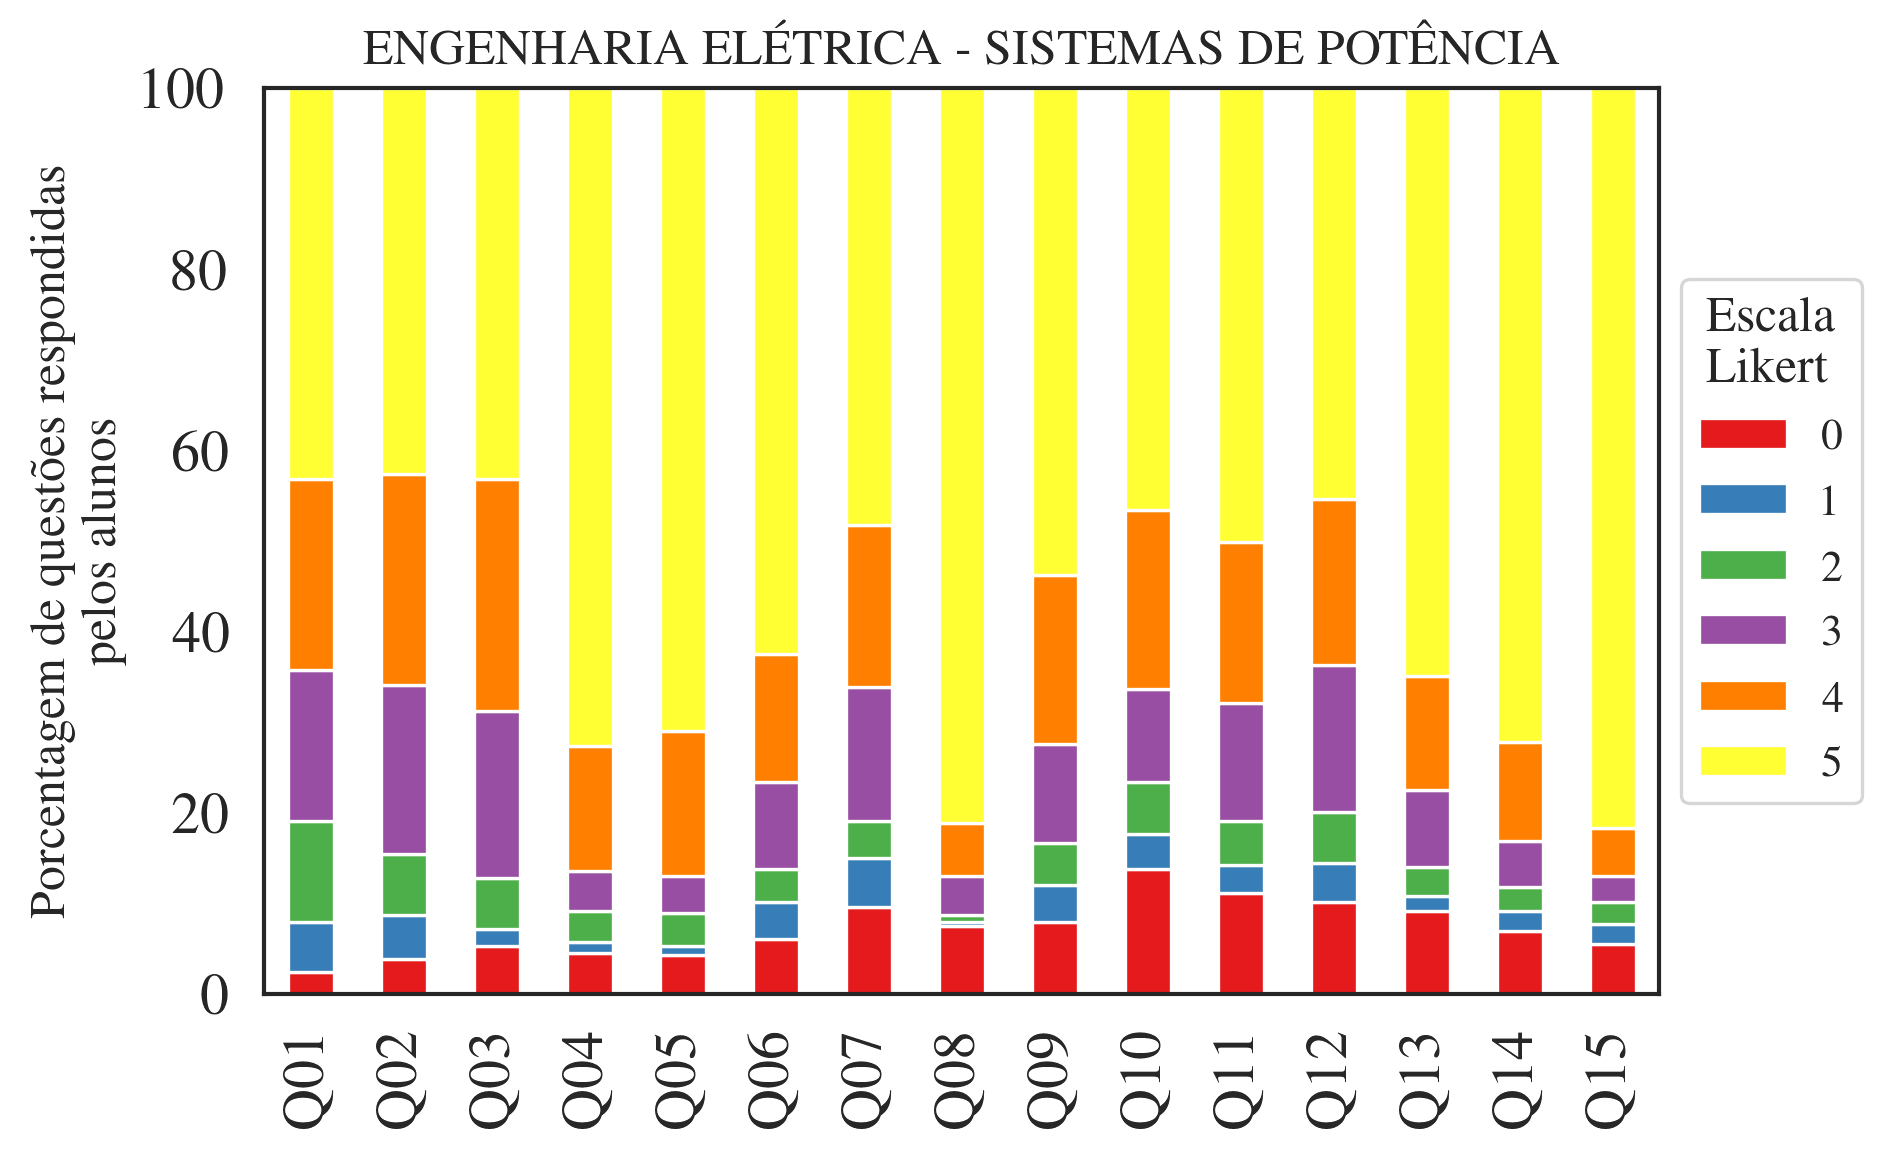 ENGENHARIA ELÉTRICA - SISTEMAS DE POTÊNCIA
Porcentagem de questões respondidas
pelos alunos
100
80
60
40
20
0
Q01
Q02
Q03
Q04
Q05
Q06
Q07
Q08
Q09
Q10
Q11
Q12
Q13
Q14
Q15
Escala
Likert
0
1
2
3
4
5